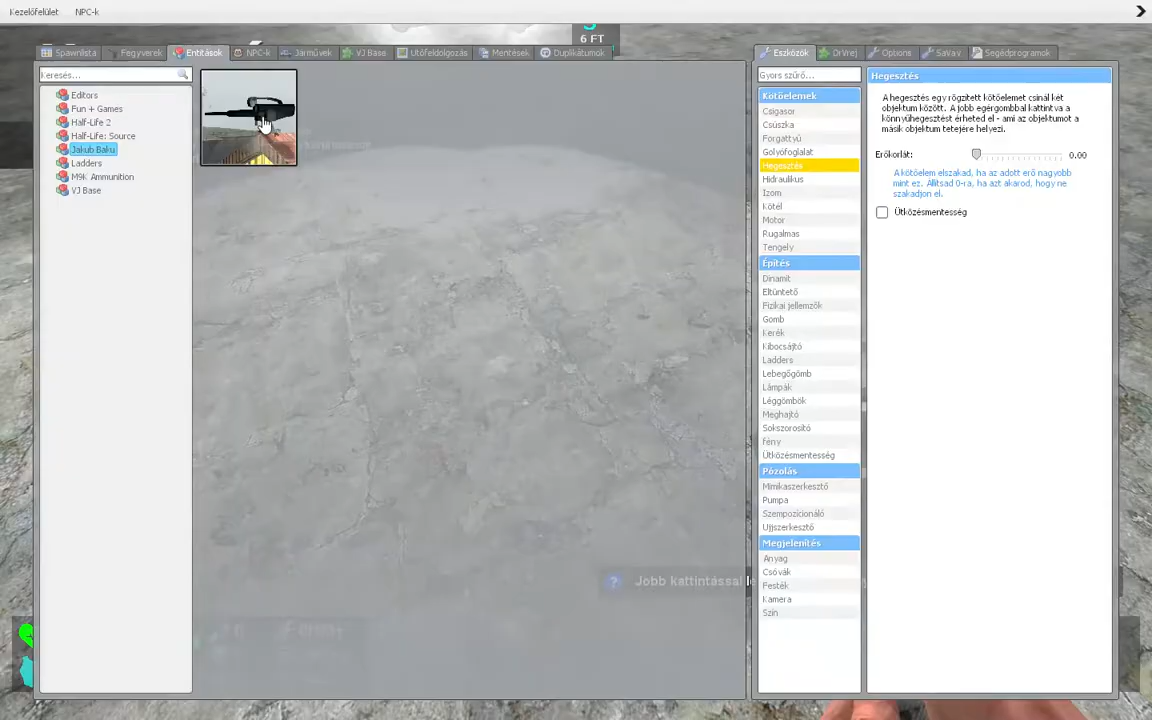 Kezelőfelület NPC-k
6 FT
Spawnlista Fegyverek Entitások NPC-k Járművek VJ Base Utófeldolgozás Mentések Duplikátumok
Keresés...
Editors
Fun + Games
Half-Life 2
Half-Life: Source
Jakub Baku
Ladders
M9K Ammunition
VJ Base
Jobb kattintással
Eszközök DrVrej Options SaVav Segédprogramok
Gyors szűrő...
Kötőelemek
Csigasor
Csúszka
Forgattyú
Golyófoglalat
Hegesztés
Hidraulikus
Izom
Kötél
Motor
Rugalmas
Tengely
Építés
Dinamit
Eltüntető
Fizikai jellemzők
Gomb
Kerék
Kibocsájtó
Ladders
Lebegőgömb
Lámpák
Léggömbök
Meghajtó
Sokszorosító
fény
Ütközésmentesség
Pózolás
Mimikaszerkesztő
Pumpa
Szempozícionáló
Ujjszerkesztő
Megjelenítés
Anyag
Csóvák
Festék
Kamera
Szín
Hegesztés
A hegesztés egy rögzített kötőelemet csinál két
objektum között. A jobb egérgombbal kattintva a
könnyűhegesztést érheted el - ami az objektumot a
másik objektum tetejére helyezi.
Erőkorlát: 0.00
A kötőelem elszakad, ha az adott erő nagyobb
mint ez. Állítsad 0-ra, ha azt akarod, hogy ne
szakadjon el.
Ütközésmentesség